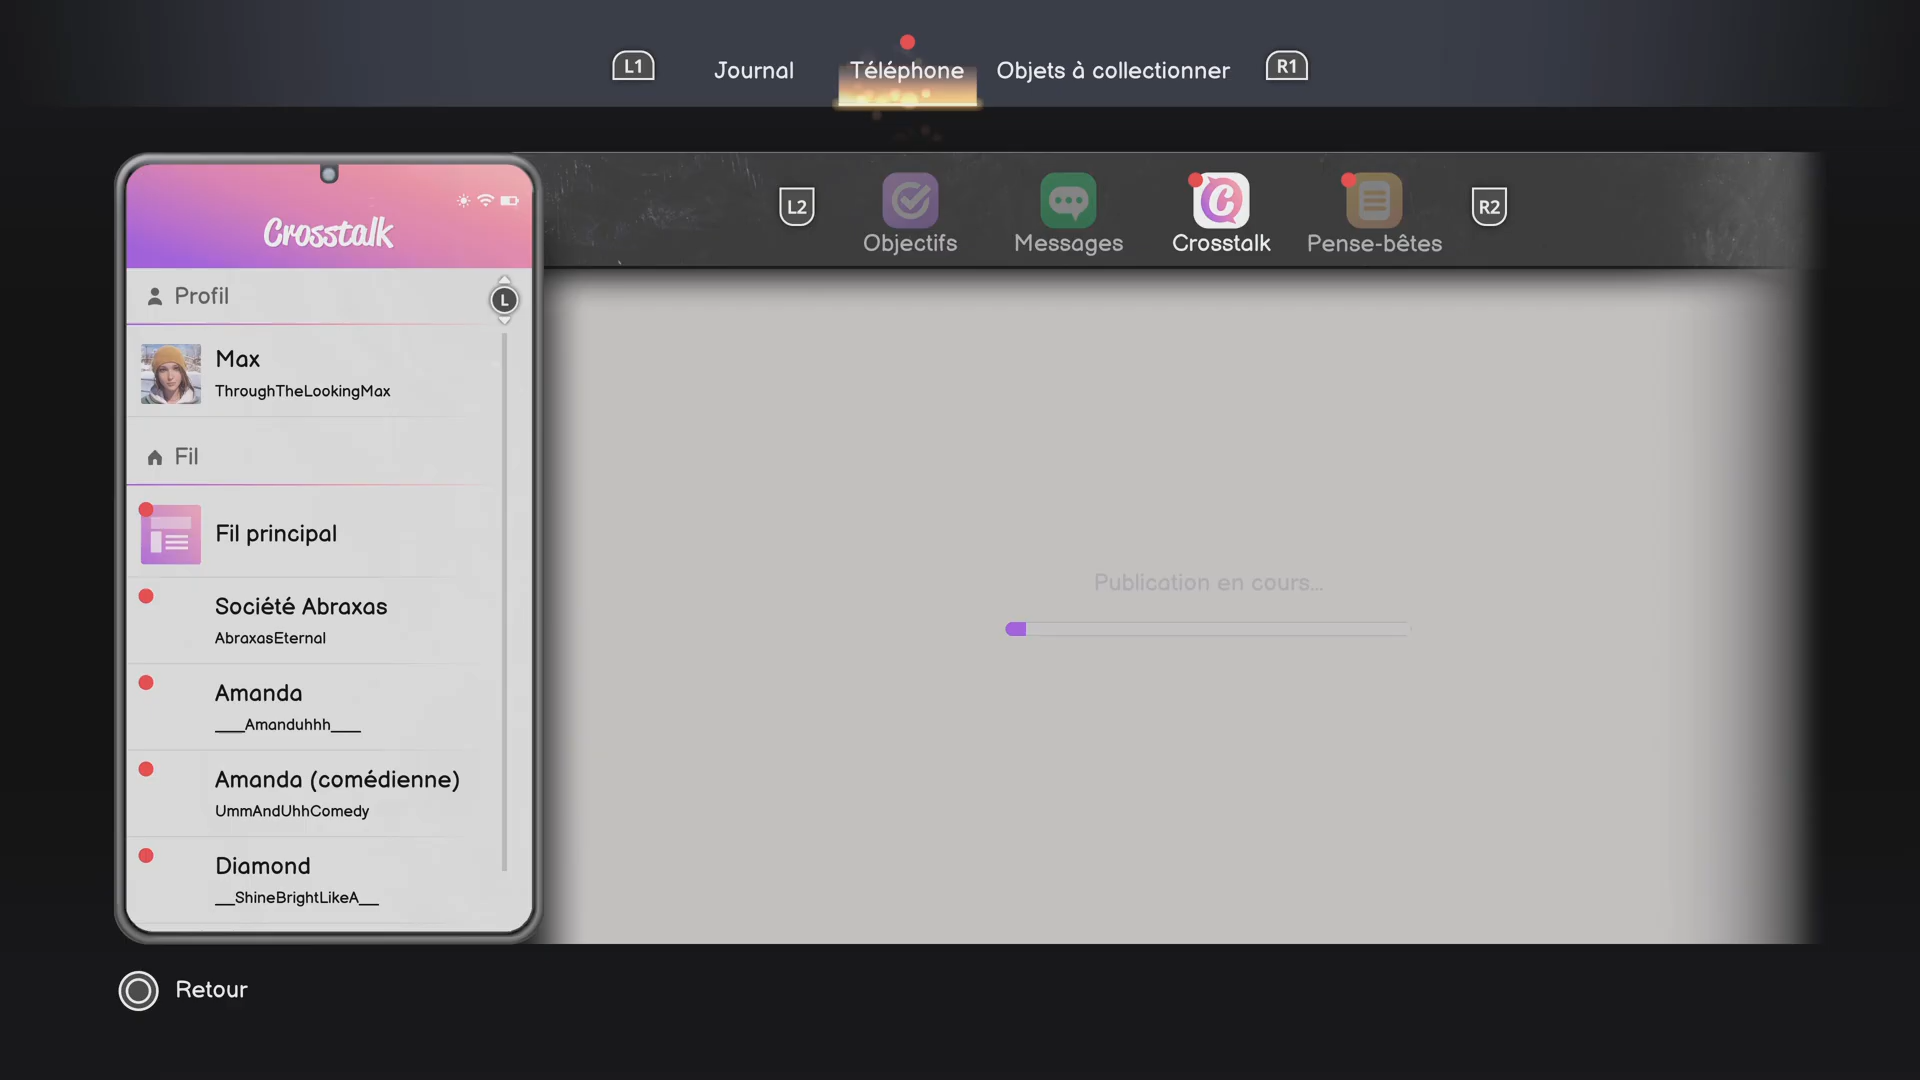 L1
Journal
Téléphone
Objets à collectionner
R1
Crosstalk
L2
Objectifs
Messages
Crosstalk
Pense-bêtes
R2
Profil
L
Max
ThroughTheLookingMax
Fil
Fil principal
Société Abraxas
AbraxasEternal
Amanda
___Amanduhhh___
Amanda (comédienne)
UmmAndUhhComedy
Diamond
__ShineBrightLikeA__
Publication en cours...
Retour